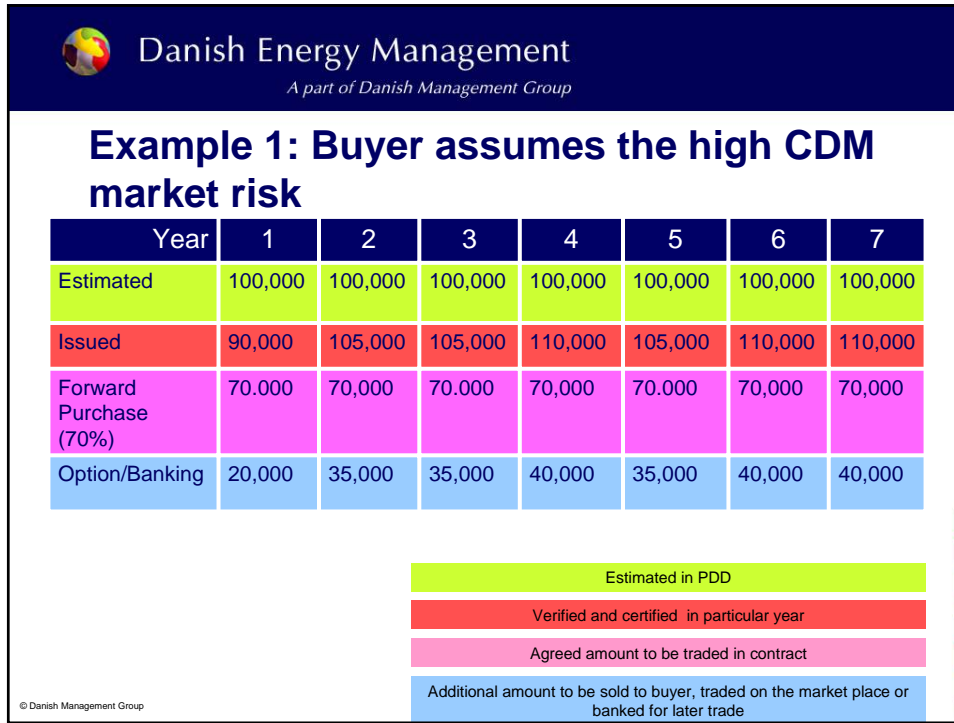 Danish Energy Management
A part of Danish Management Group
Example 1: Buyer assumes the high CDM
market risk
Year 1 2 3 4 5 6 7
Estimated 100,000 100,000 100,000 100,000 100,000 100,000 100,000
Issued 90,000 105,000 105,000 110,000 105,000 110,000 110,000
Forward 70.000 70,000 70.000 70,000 70.000 70,000 70,000
Purchase
(70%)
Option/Banking 20,000 35,000 35,000 40,000 35,000 40,000 40,000
Estimated in PDD
Verified and certified in particular year
Agreed amount to be traded in contract
Additional amount to be sold to buyer, traded on the market place or
banked for later trade
© Danish Management Group